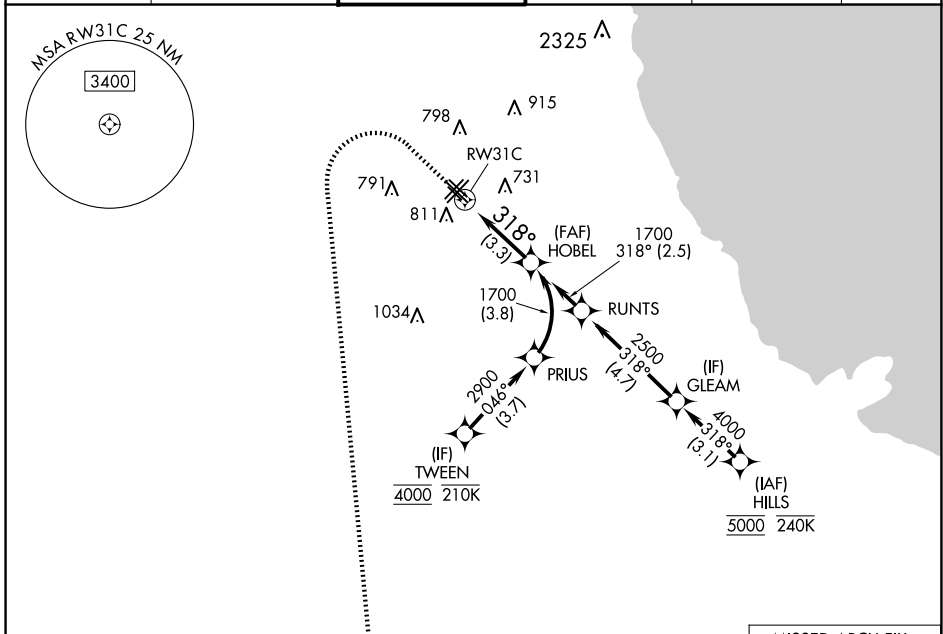 MSA RW31C 25 NM
3400
2325
915
798
RW31C
791
731
811
318°
(3.3)
(FAF)
HOBEL
1700
318° (2.5)
1034
1700
(3.8)
RUNTS
2500
318°
(4.7)
PRIUS
(IF)
GLEAM
2900
046°
(3.7)
4000
318°
(3.1)
(IF)
TWEEN
4000 210K
(IAF)
HILLS
5000 240K